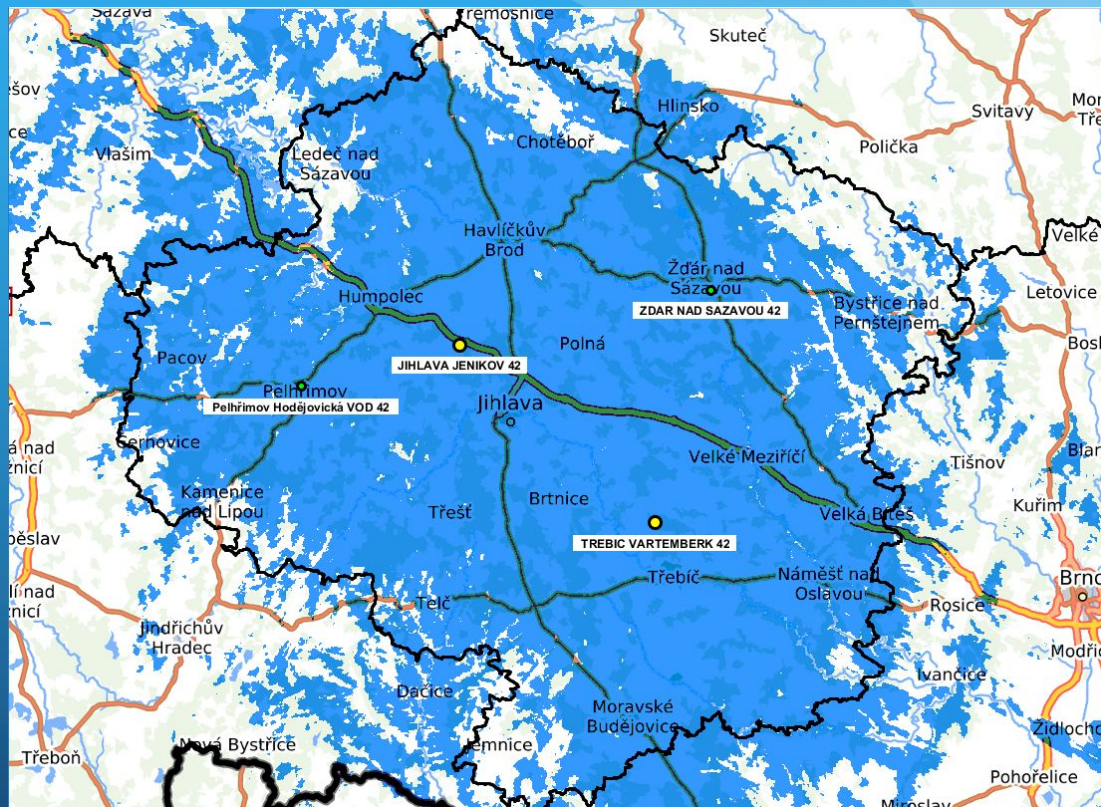 Sázava
Třemošnice
Skuteč
Hlinsko
Svitavy
Chotěboř
Polička
Vlašim
Ledeč nad
Sázavou
Havlíčkův
Brod
Velké
Žďár nad
Sázavou
Letovice
Humpolec
ZDAR NAD SAZAVOU 42
Bystřice nad
Pernštejnem
Polná
Pacov
JIHLAVA JENIKOV 42
Pelhřimov
Pelhřimov Hodějovická VOD 42
Jihlava
Černovice
Velké Meziříčí
Tišnov
Kamenice
nad Lipou
Brtnice
Třešť
Kuřim
Velká Bíteš
TREBIC VARTEMBERK 42
Třebíč
Náměšť nad
Oslavou
Brno
Telč
Rosice
Jindřichův
Hradec
Ivančice
Dačice
Moravské
Budějovice
Židlocho
Nová Bystřice
Jemnice
Třeboň
Pohořelice
Miroslav